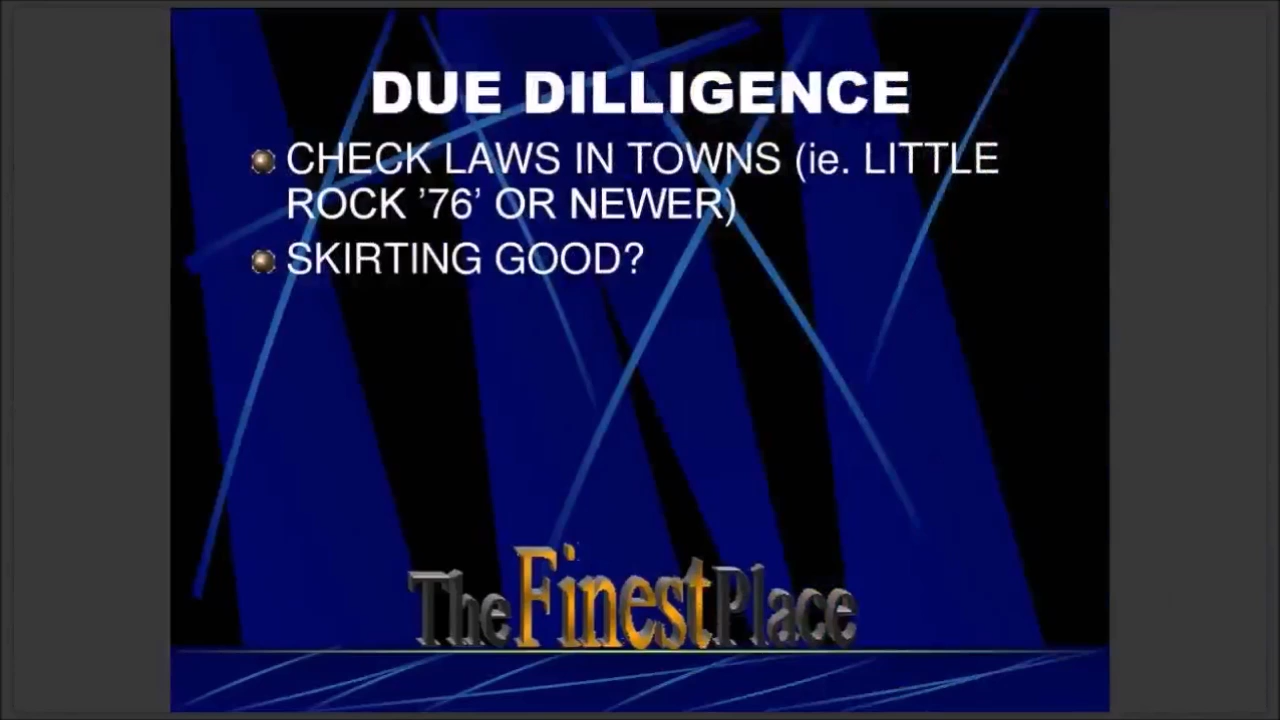 DUE DILLIGENCE
CHECK LAWS IN TOWNS (ie. LITTLE
ROCK ’76’ OR NEWER)
SKIRTING GOOD?
TheFinestPlace